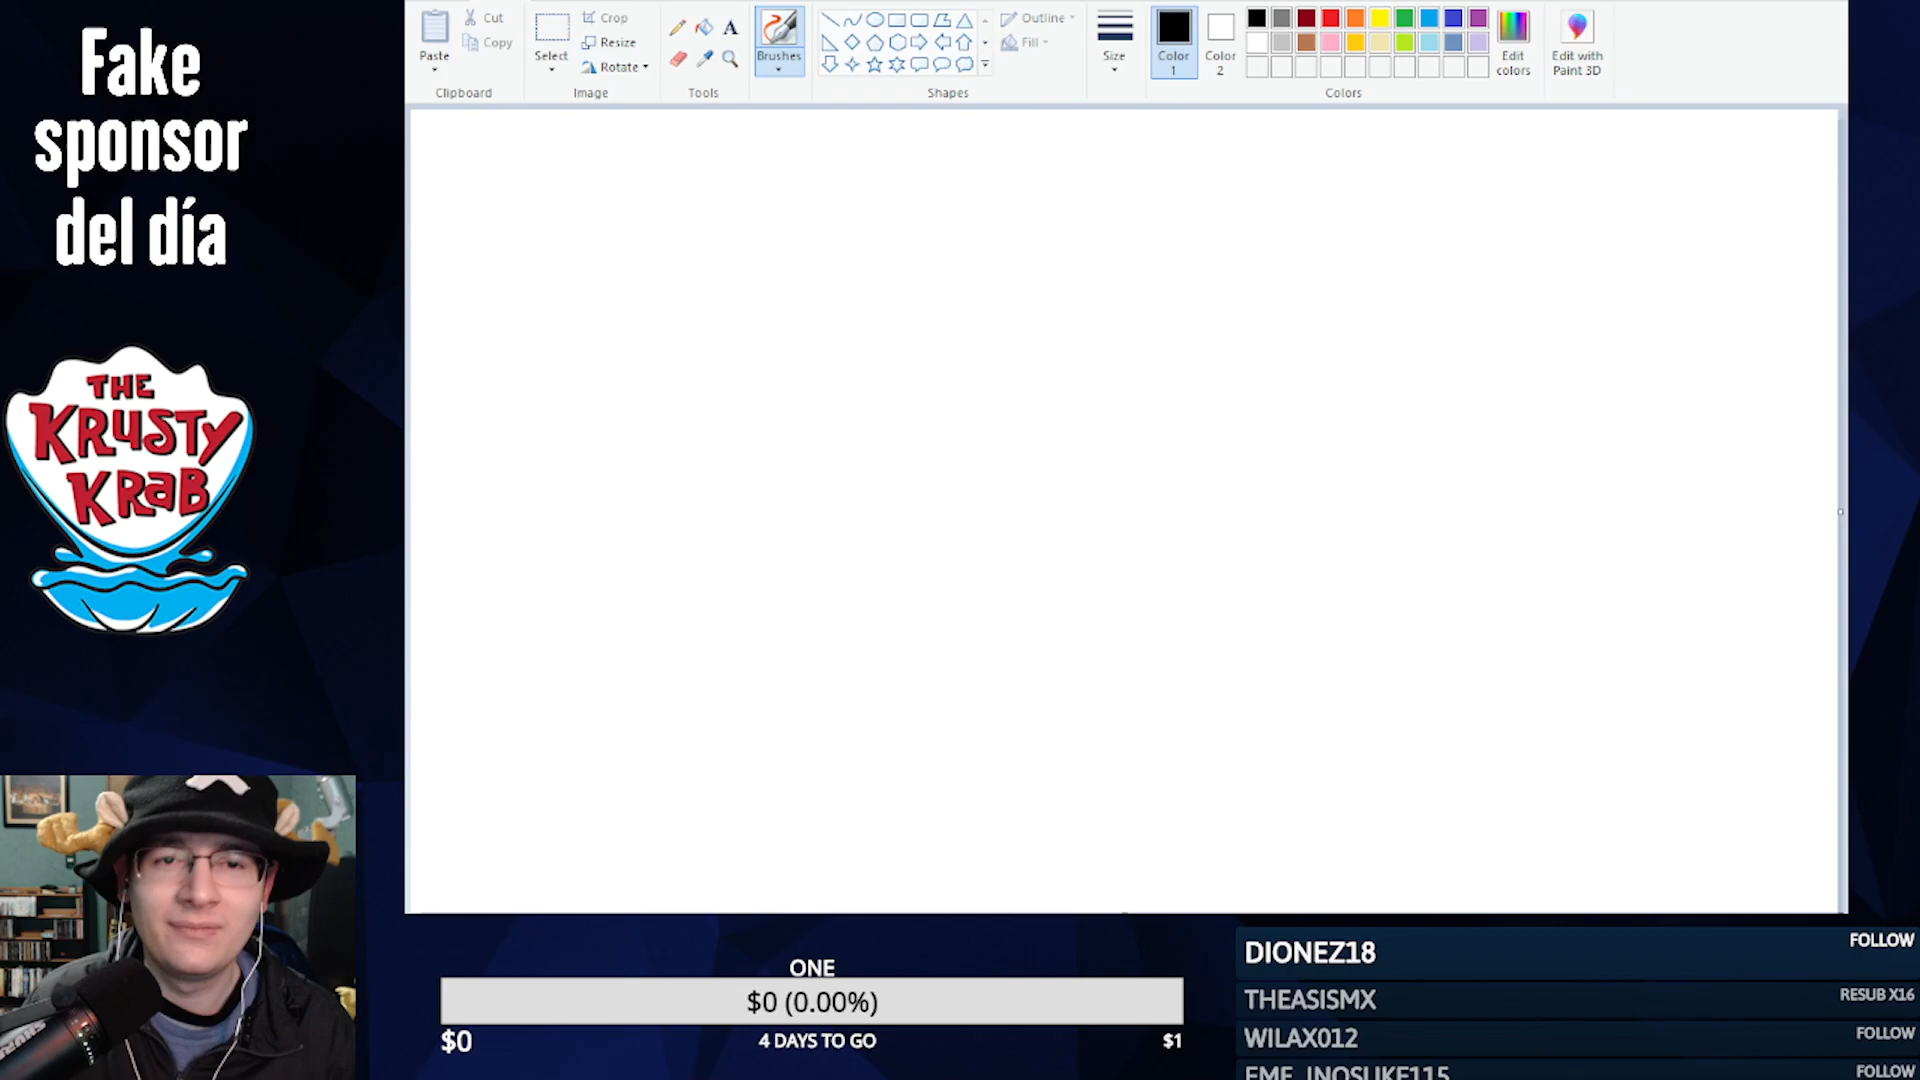 Fake
sponsor
del día
THE
KRUSTY
KRAB
Paste
Cut
Copy
Clipboard
Select
Crop
Resize
Rotate
Image
Tools
Brushes
Shapes
Outline
Fill
Size
Color
1
Color
2
Colors
Edit
colors
Edit with
Paint 3D
ONE
$0 (0.00%)
$0
4 DAYS TO GO
$1
DIONEZ18 FOLLOW
THEASISMX RESUB X16
WILAX012 FOLLOW
EME_INOSUKE115 FOLLOW